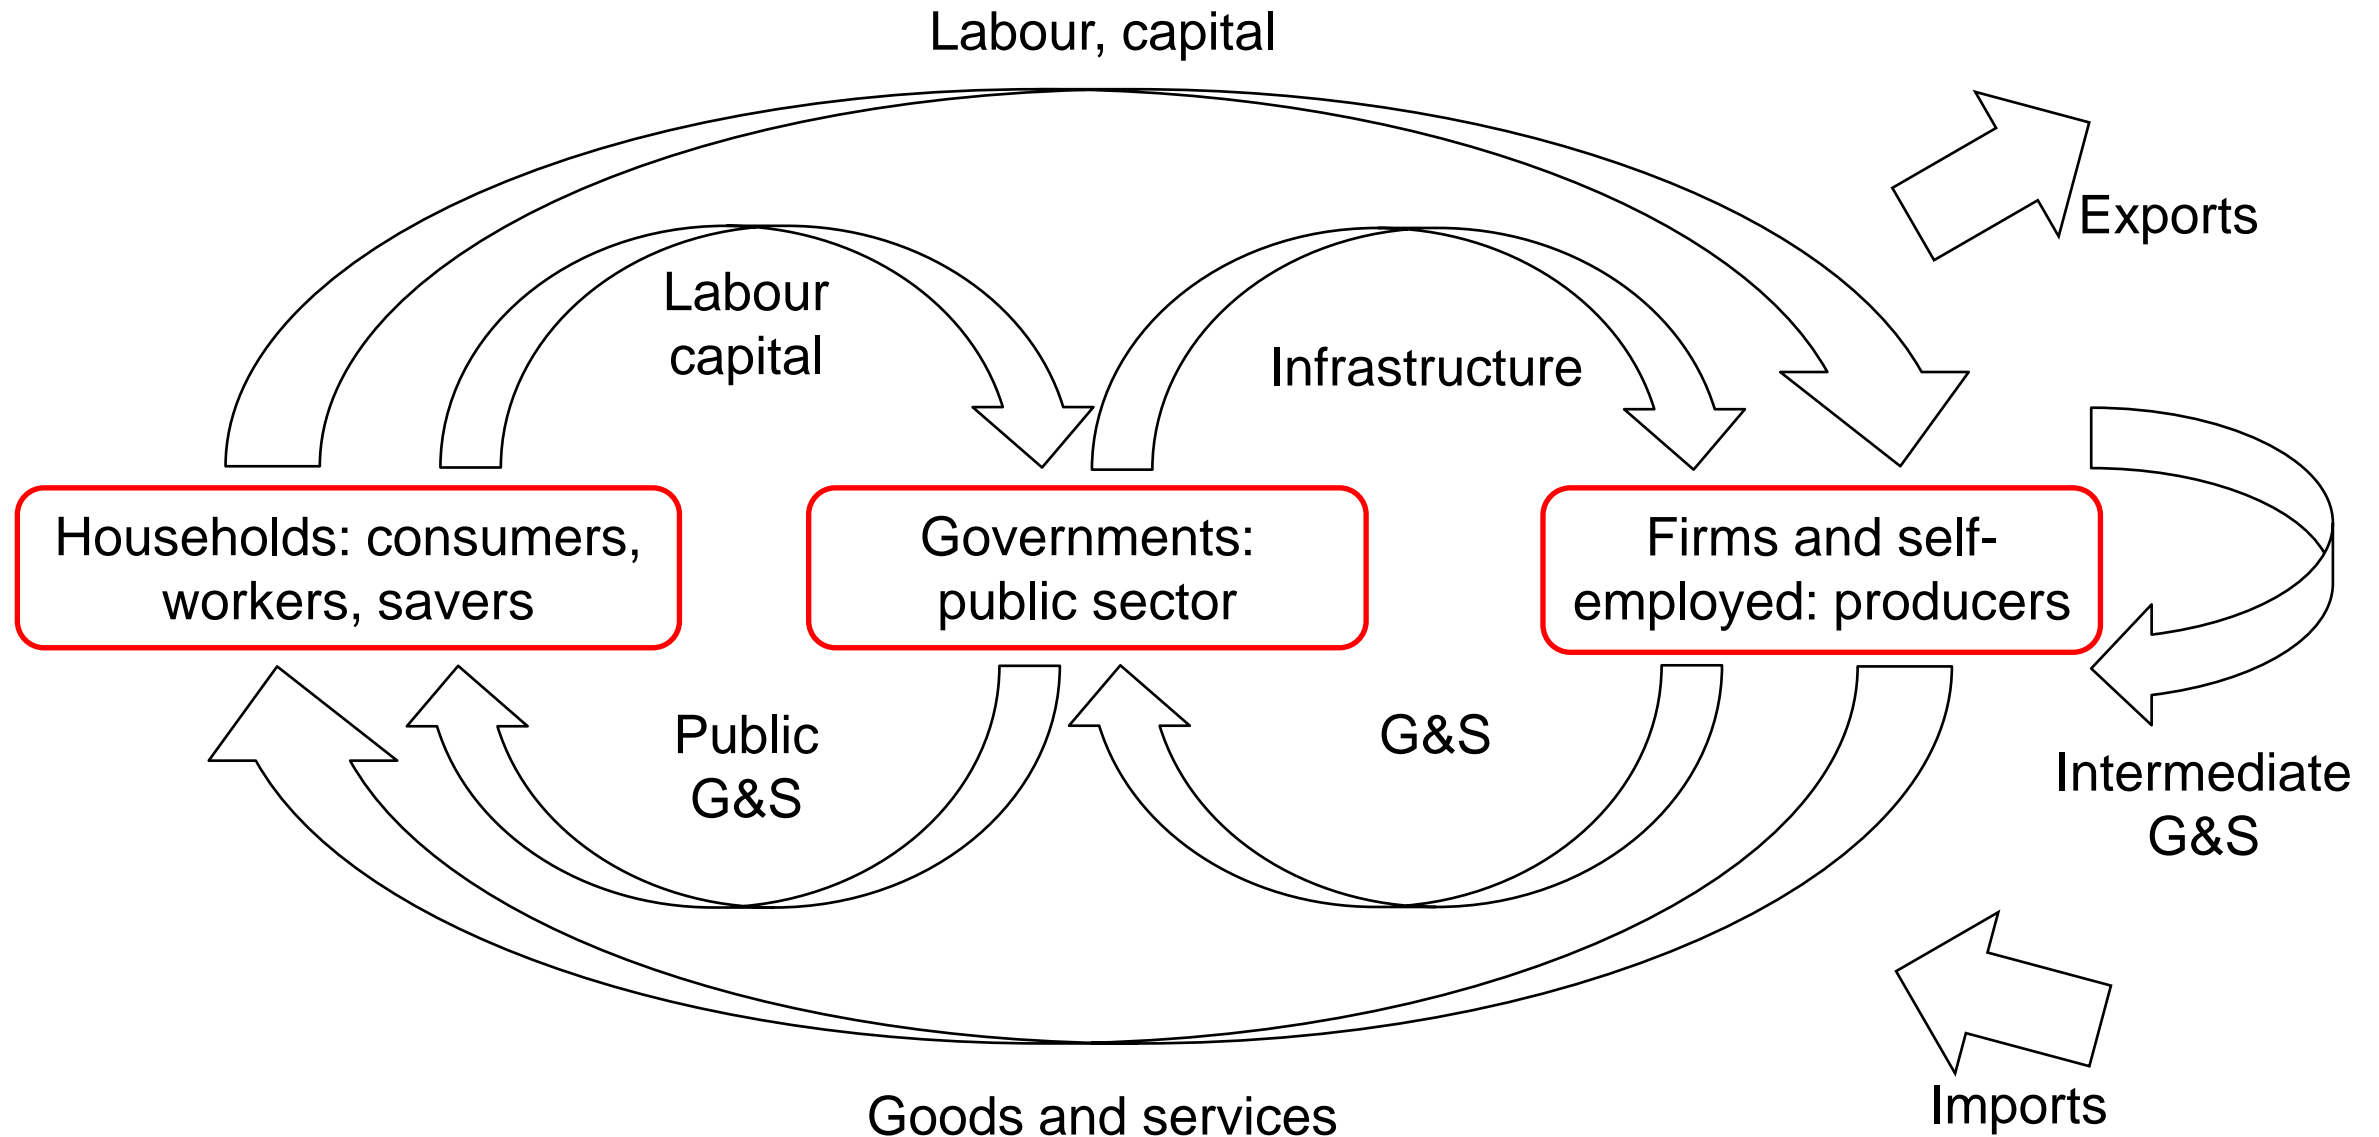 Labour, capital
Exports
Labour
capital
Infrastructure
Households: consumers,
workers, savers
Governments:
public sector
Firms and self-
employed: producers
Public
G&S
G&S
Intermediate
G&S
Imports
Goods and services